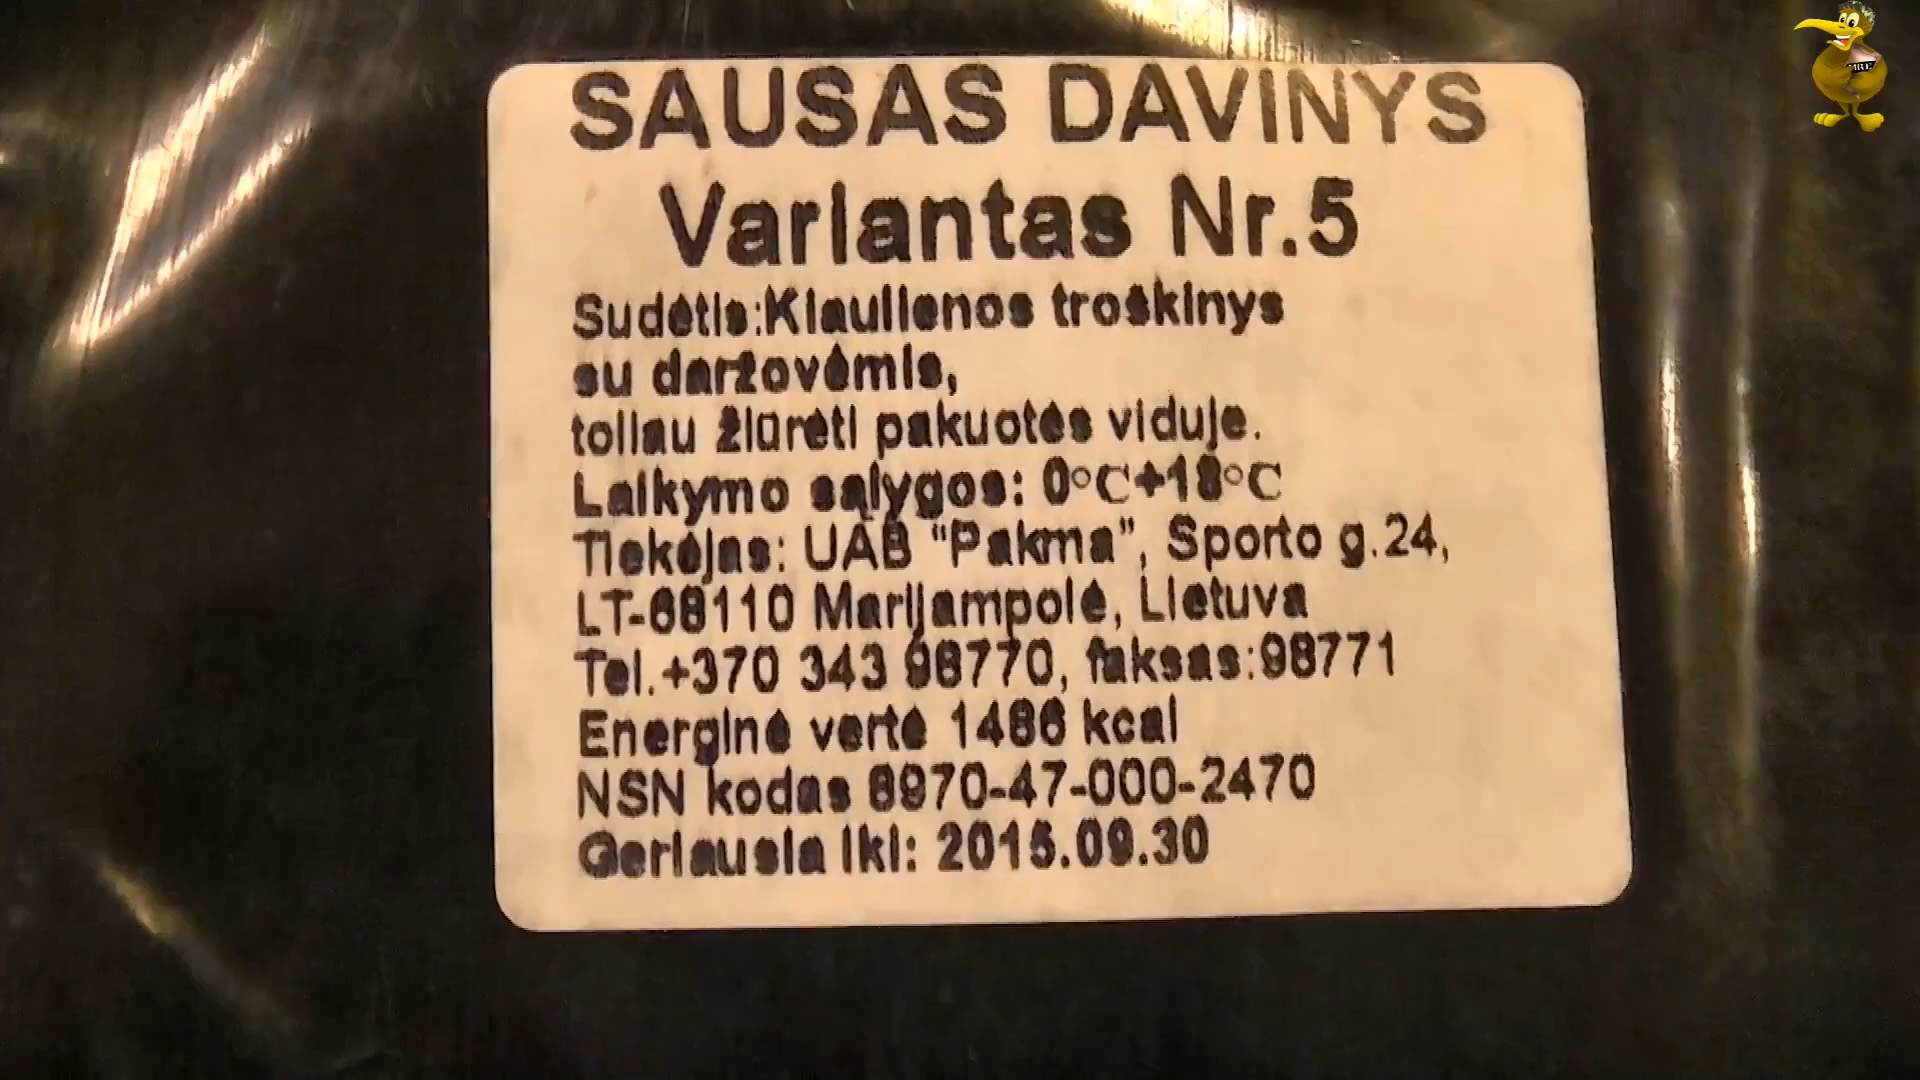 SAUSAS DAVINYS
Variantas Nr.5
Sudėtis:Kiaulienos troškinys
su daržovėmis,
toliau žiūrėti pakuotės viduje.
Laikymo sąlygos: 0°C+18°C
Tiekėjas: UAB "Pakma", Sporto g.24,
LT-68110 Marijampolė, Lietuva
Tel.+370 343 98770, faksas:98771
Energinė vertė 1486 kcal
NSN kodas 8970-47-000-2470
Geriausia iki: 2015.09.30